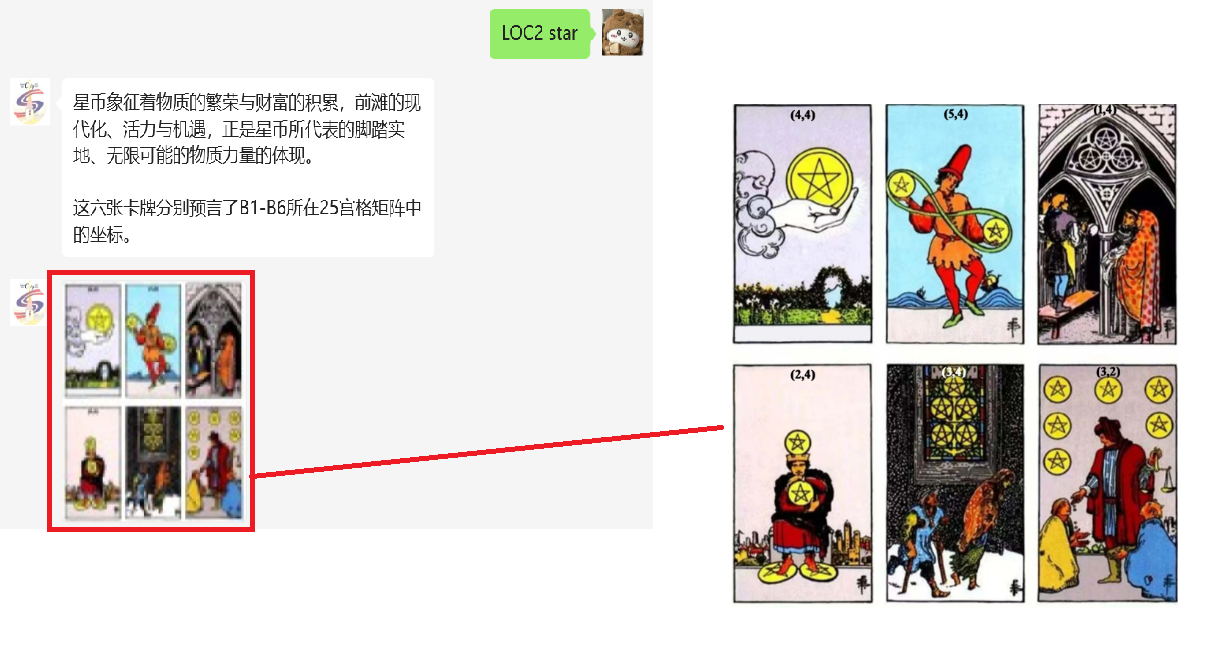 LOC2 star
星币象征着物质的繁荣与财富的积累，前滩的现
代化、活力与机遇，正是星币所代表的脚踏实
地、无限可能的物质力量的体现。
这六张卡牌分别预言了B1-B6所在25宫格矩阵中
的坐标。
(4,4)
(5,4)
(1,4)
(2,4)
(3,4)
(3,2)